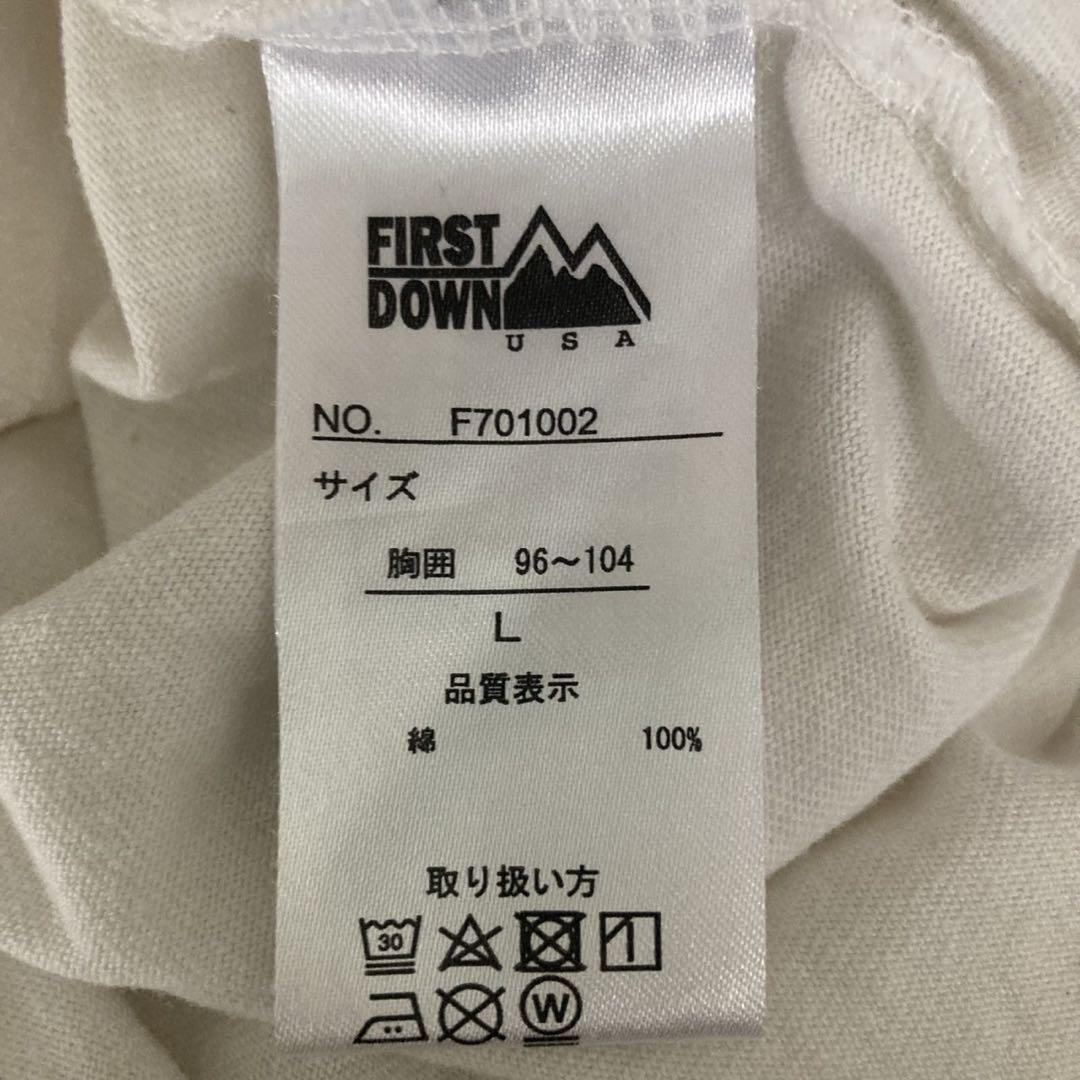 FIRST
DOWN
USA
NO. F701002
サイズ
胸囲 96～104
L
品質表示
綿 100%
取り扱い方
30
W